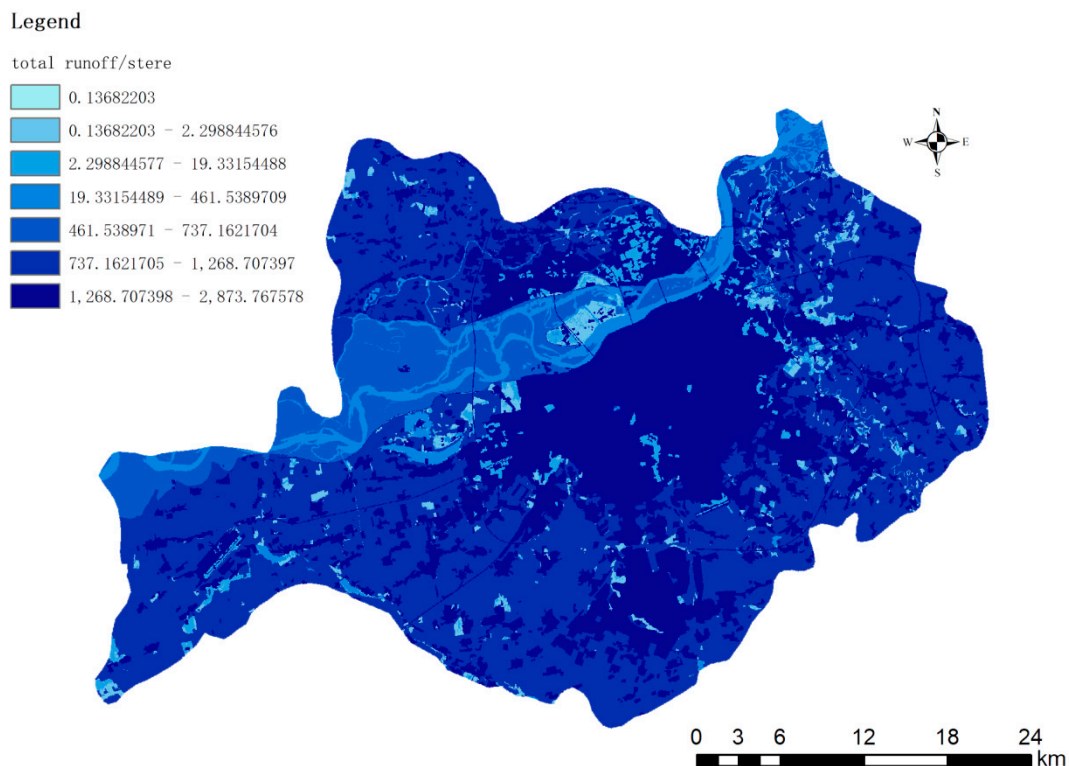 Legend
total runoff/stere
0.13682203
0.13682203 - 2.298844576
2.298844577 - 19.33154488
19.33154489 - 461.5389709
461.538971 - 737.1621704
737.1621705 - 1,268.707397
1,268.707398 - 2,873.767578
N
W E
S
0 3 6 12 18 24
km